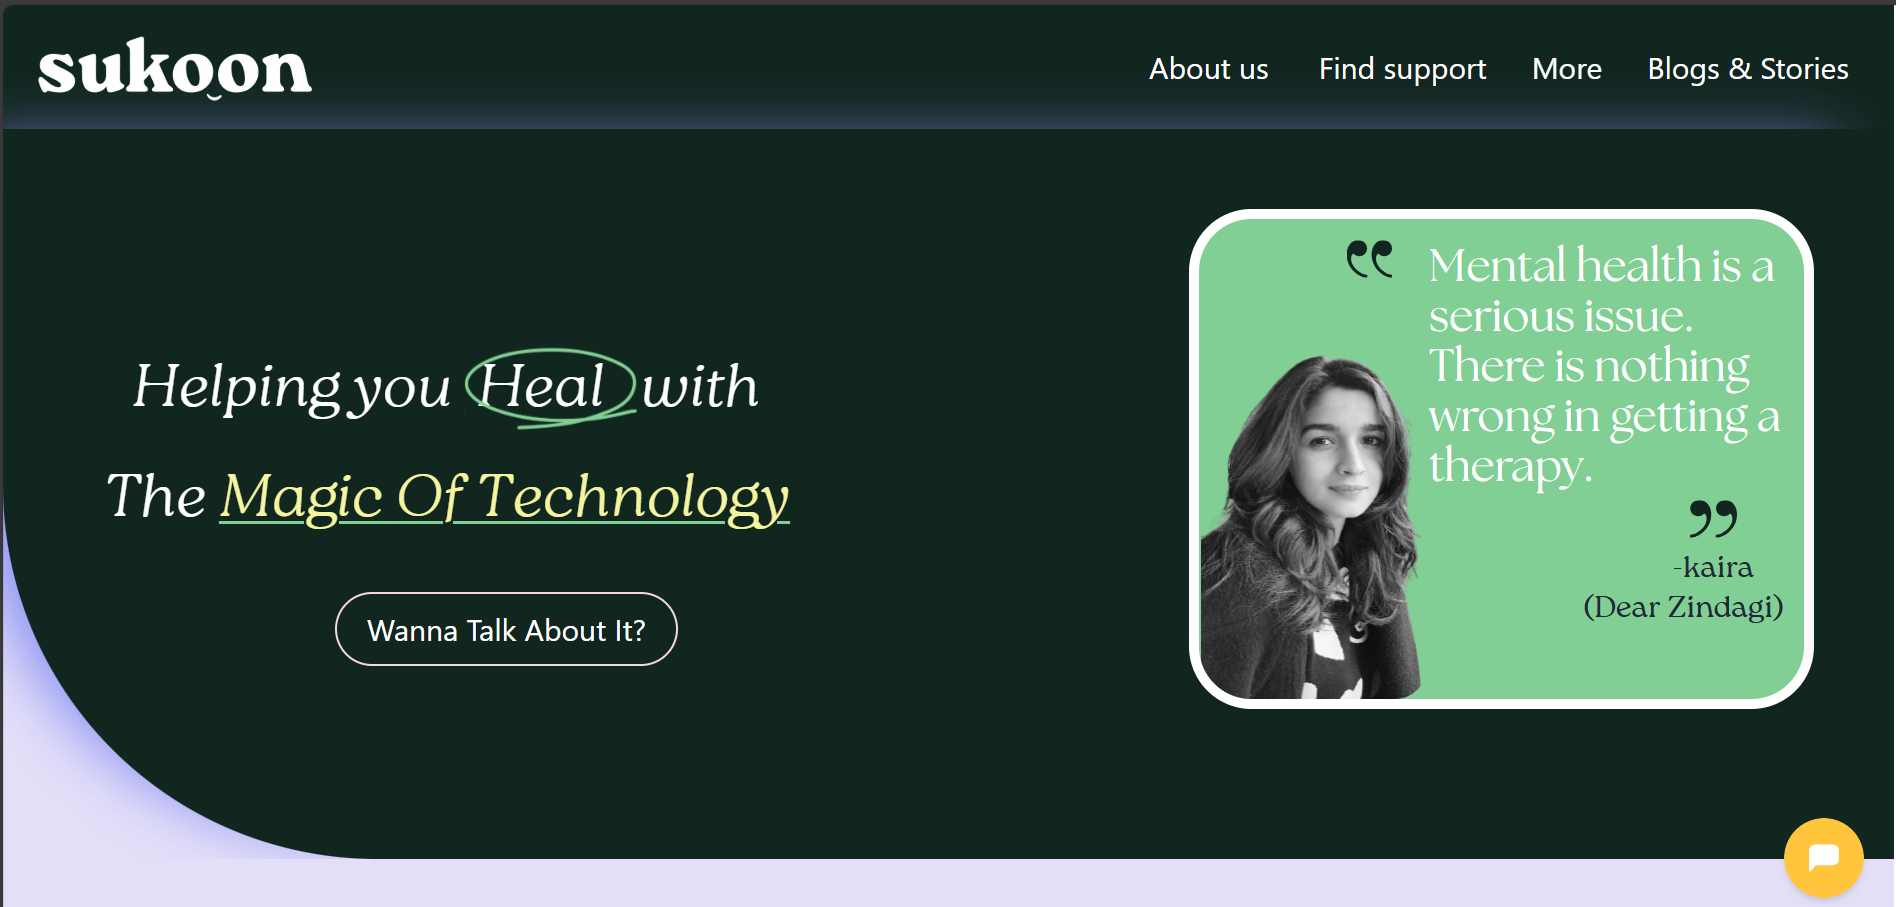 sukoon
About us Find support More Blogs & Stories
Helping you Heal with
The Magic Of Technology
Wanna Talk About It?
“ Mental health is a
serious issue.
There is nothing
wrong in getting a
therapy.
”
-kaira
(Dear Zindagi)